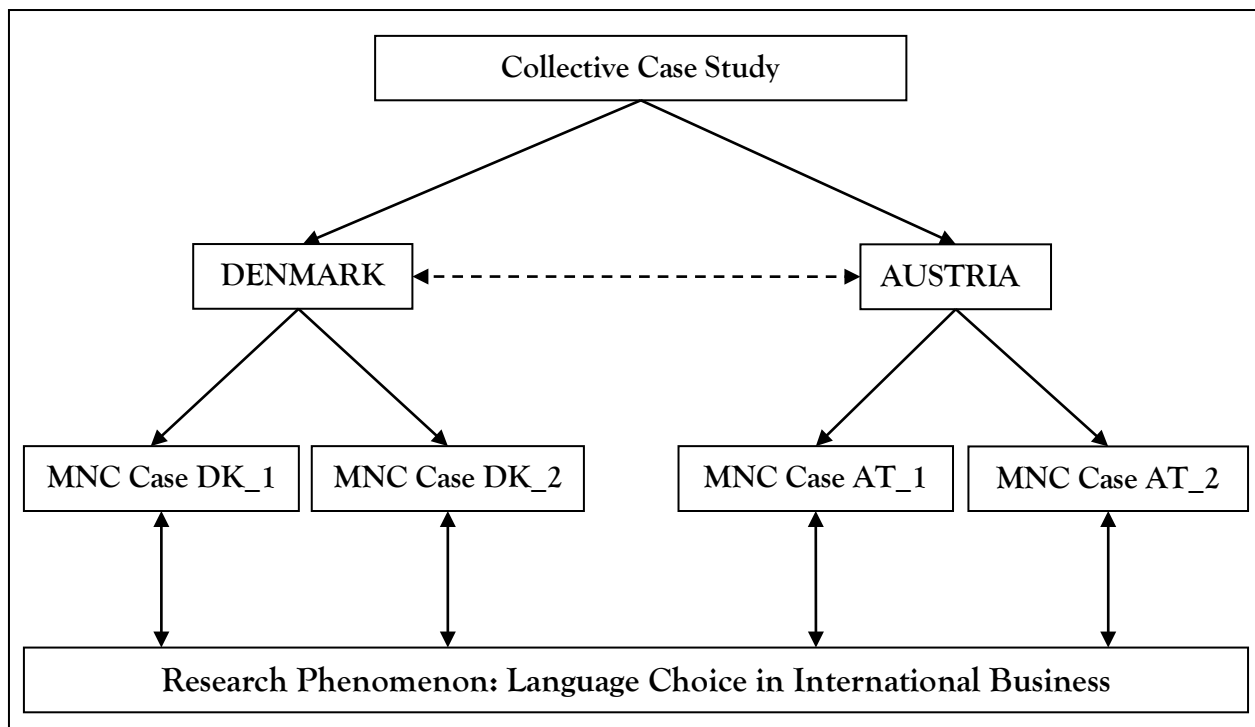 Collective Case Study
DENMARK
AUSTRIA
MNC Case DK_1
MNC Case DK_2
MNC Case AT_1
MNC Case AT_2
Research Phenomenon: Language Choice in International Business